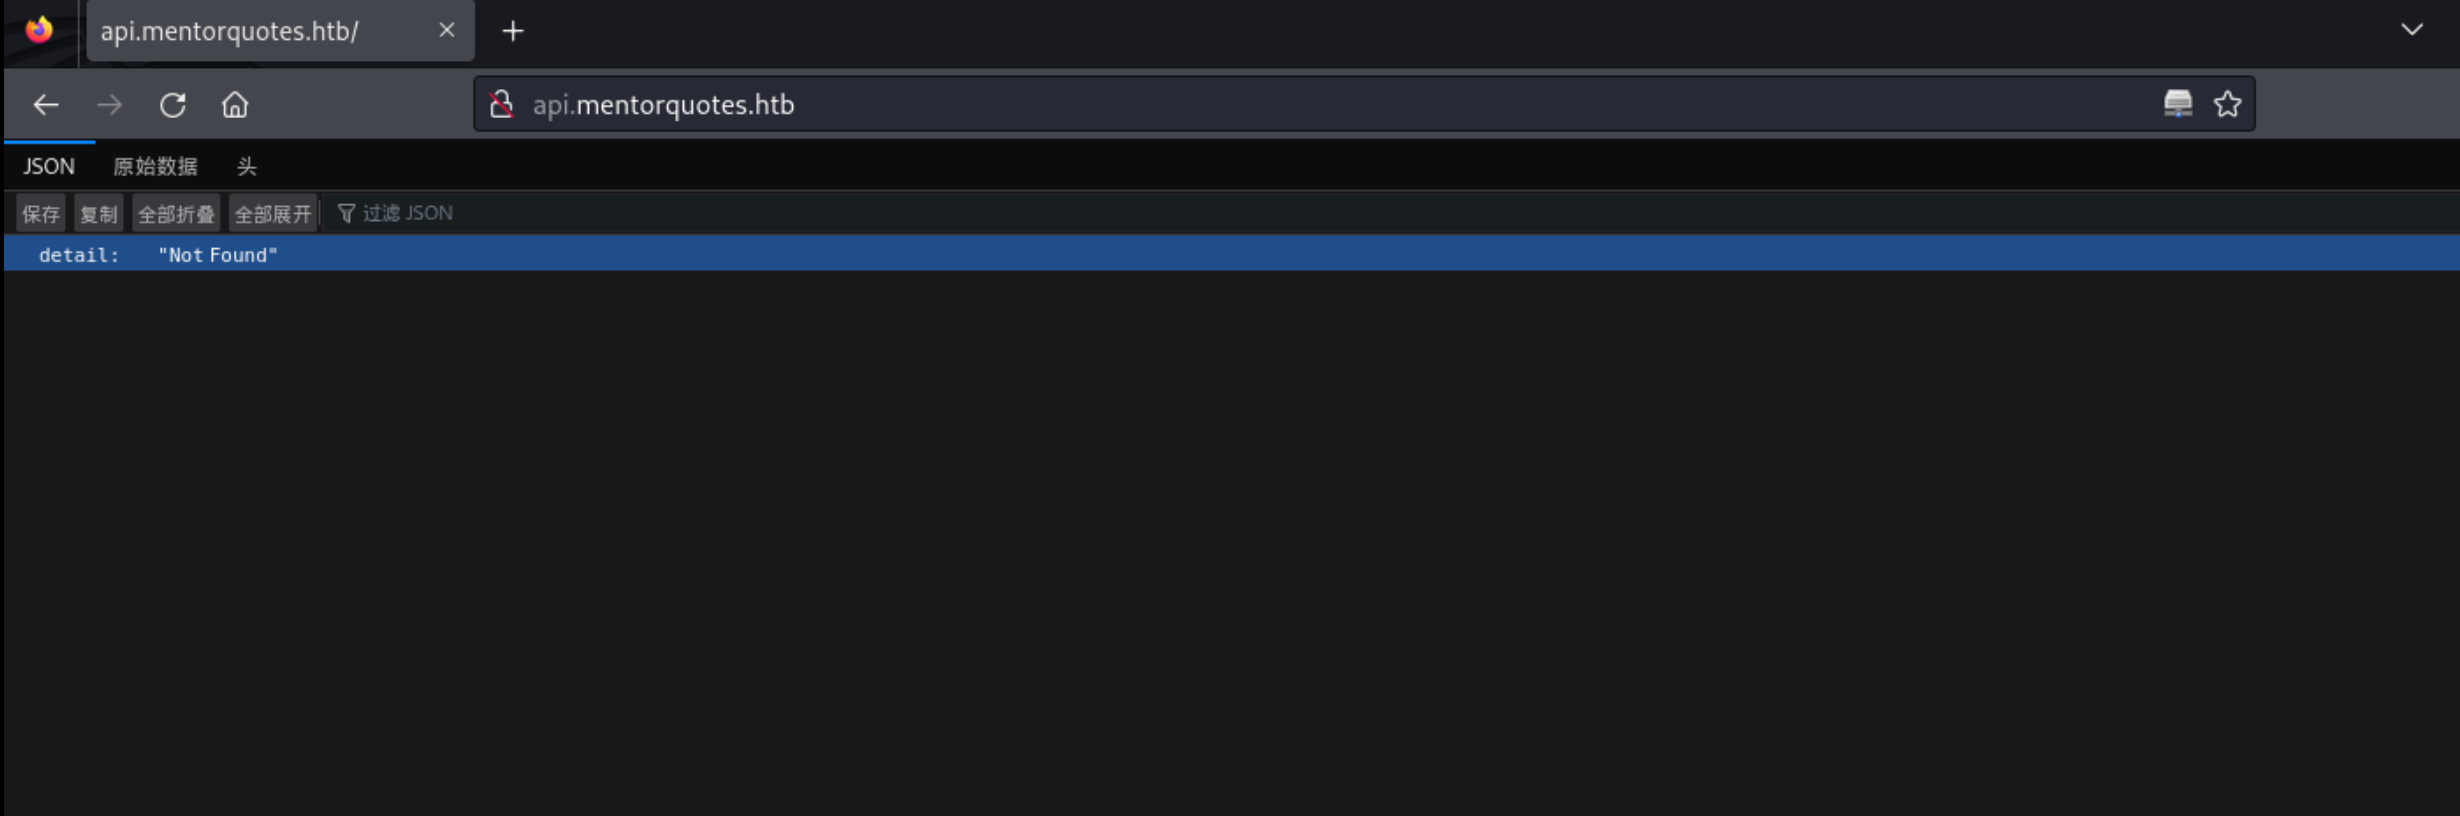 api.mentorquotes.htb/
api.mentorquotes.htb
JSON 原始数据 头
保存 复制 全部折叠 全部展开 过滤 JSON
detail: "Not Found"